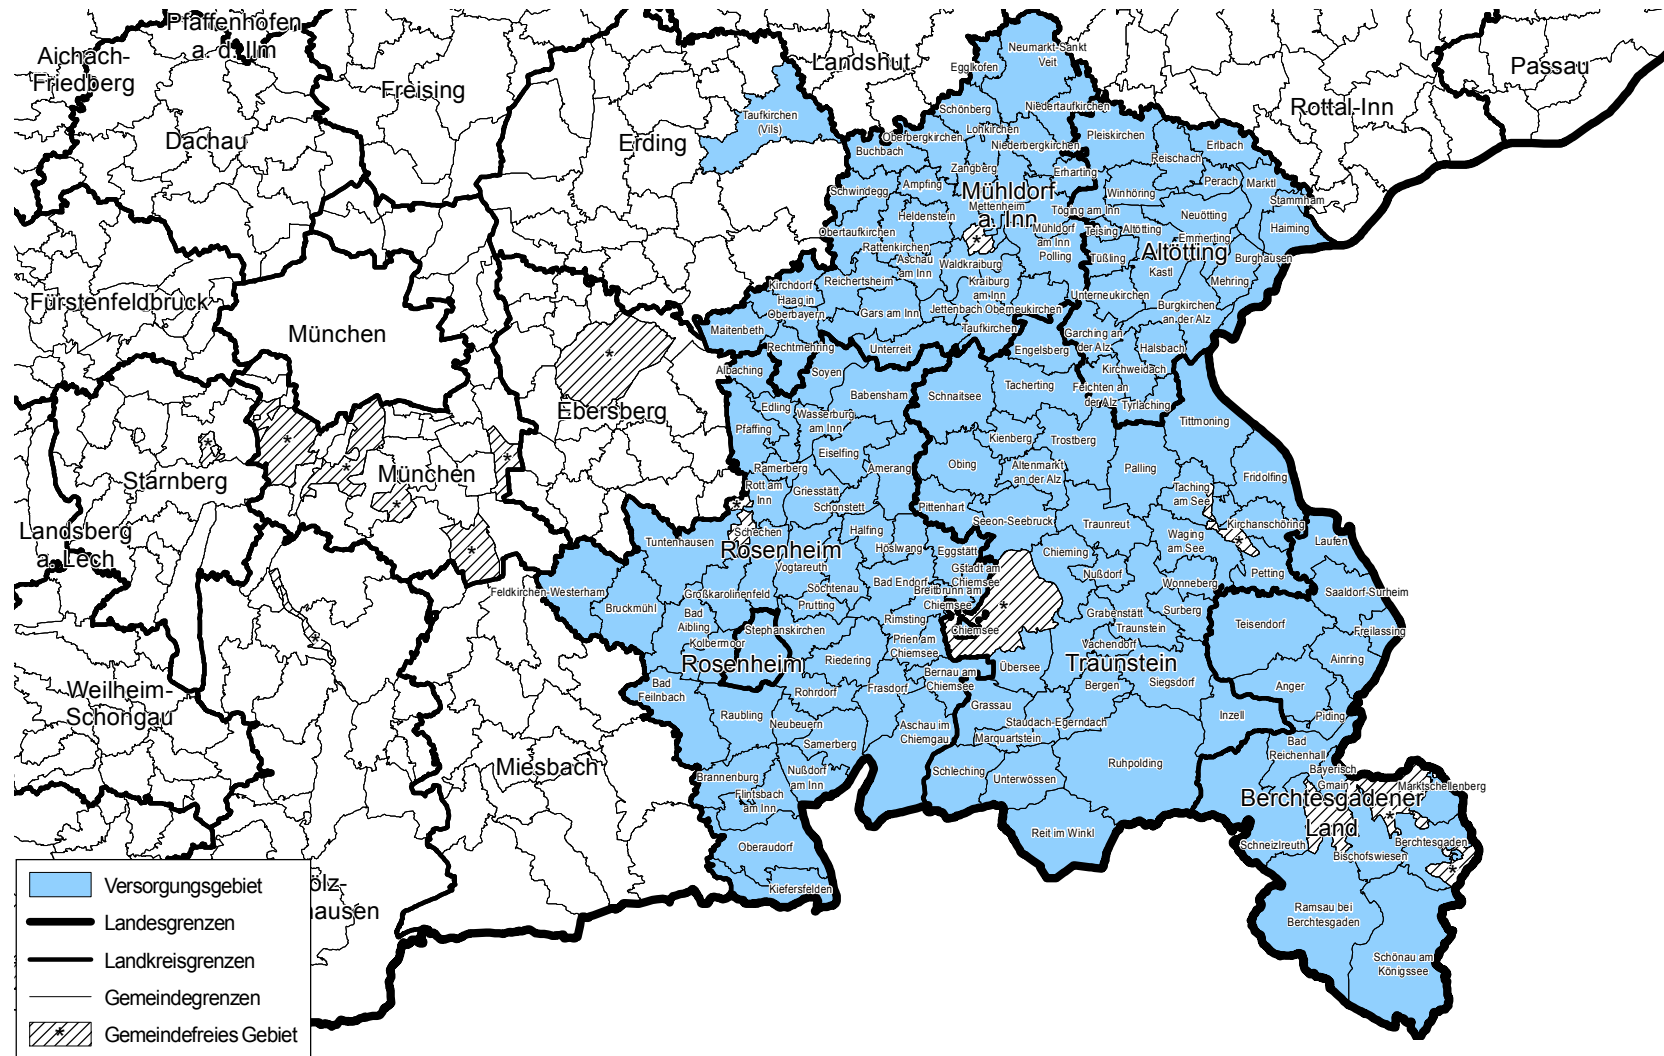 Pfaffenhofen
a. d. Ilm
Aichach-
Friedberg
Freising
Dachau
Landshut
Passau
Rottal-Inn
Erding
Fürstenfeldbruck
München
Ebersberg
Starnberg
München
Landsberg
a. Lech
Weilheim-
Schongau
Miesbach
ölz-
hausen
Mühldorf
a. Inn
Altötting
Rosenheim
Rosenheim
Traunstein
Berchtesgadener
Land
Taufkirchen
(Vils)
Neumarkt-Sankt
Veit
Egglkofen
Schönberg
Niedertaufkirchen
Lohkirchen
Oberbergkirchen
Niederbergkirchen
Buchbach
Zangberg
Erharting
Pleiskirchen
Reischach
Erlbach
Perach
Marktl
Stammham
Winhöring
Schwindegg
Ampfing
Mettenheim
Töging am Inn
Neuötting
Haiming
Heldenstein
Mühldorf
am Inn
Teising
Altötting
Emmerting
Obertaufkirchen
Rattenkirchen
Aschau
am Inn
Polling
Tüßling
Kastl
Burghausen
Mehring
Waldkraiburg
Kirchdorf
Haag in
Oberbayern
Reichertsheim
Kraiburg
am Inn
Unterneukirchen
Burgkirchen
an der Alz
Gars am Inn
Jettenbach
Oberneukirchen
Taufkirchen
Maitenbeth
Rechtmehring
Unterreit
Engelsberg
Garching an
der Alz
Halsbach
Kirchweidach
Feichten an
der Alz
Tyrlaching
Albaching
Soyen
Babensham
Schnaitsee
Tacherting
Tittmoning
Edling
Wasserburg
am Inn
Pfaffing
Eiselfing
Kienberg
Trostberg
Ramerberg
Amerang
Obing
Altenmarkt
an der Alz
Palling
Fridolfing
Rott am
Inn
Griesstätt
Schonstett
Pittenhart
Taching
am See
Kirchanschöring
Tuntenhausen
Schechen
Halfing
Seeon-Seebruck
Traunreut
Waging
am See
Laufen
Höslwang
Eggstätt
Chieming
Vogtareuth
Gstadt am
Chiemsee
Nußdorf
Petting
Wonneberg
Feldkirchen-Westerham
Großkarolinenfeld
Söchtenau
Bad Endorf
Breitbrunn am
Chiemsee
Saaldorf-Surheim
Bruckmühl
Bad
Aibling
Prutting
Rimsting
Chiemsee
Grabenstätt
Surberg
Traunstein
Teisendorf
Freilassing
Kolbermoor
Stephanskirchen
Prien am
Chiemsee
Vachendorf
Riedering
Übersee
Ainring
Bad
Feilnbach
Rohrdorf
Frasdorf
Bernau am
Chiemsee
Bergen
Siegsdorf
Anger
Raubling
Neubeuern
Grassau
Staudach-Egerndach
Inzell
Piding
Aschau im
Chiemgau
Samerberg
Marquartstein
Bad
Reichenhall
Brannenburg
Nußdorf
am Inn
Schleching
Unterwössen
Ruhpolding
Bayerisch
Gmain
Marktschellenberg
Flintsbach
am Inn
Reit im Winkl
Schneizlreuth
Bischofswiesen
Berchtesgaden
Oberaudorf
Kiefersfelden
Ramsau bei
Berchtesgaden
Schönau am
Königssee
Versorgungsgebiet
Landesgrenzen
Landkreisgrenzen
Gemeindegrenzen
Gemeindefreies Gebiet